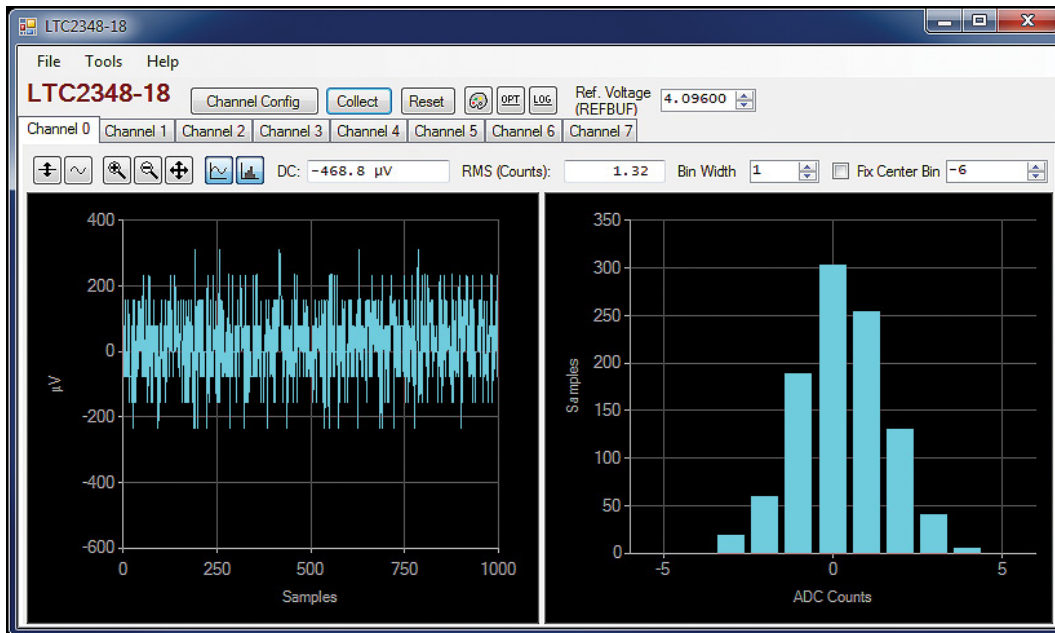 LTC2348-18
File Tools Help
LTC2348-18 Channel Config Collect Reset OPT LOG Ref. Voltage (REFBUF) 4.09600
Channel 0 Channel 1 Channel 2 Channel 3 Channel 4 Channel 5 Channel 6 Channel 7
DC: -468.8 µV RMS (Counts): 1.32 Bin Width 1 Fix Center Bin -6
400
200
0
-200
-400
-600
µV
0 250 500 750 1000
Samples
350
300
250
200
150
100
50
0
Samples
-5 0 5
ADC Counts